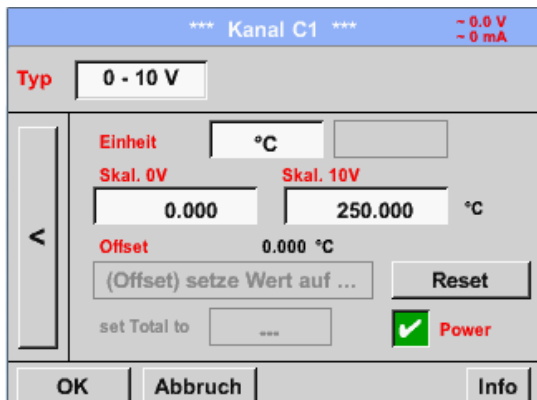 *** Kanal C1 ***
~ 0.0 V
~ 0 mA
Typ 0 - 10 V
Einheit °C
Skal. 0V Skal. 10V
0.000 250.000 °C
<
Offset 0.000 °C
(Offset) setze Wert auf ... Reset
set Total to --- Power
OK Abbruch Info